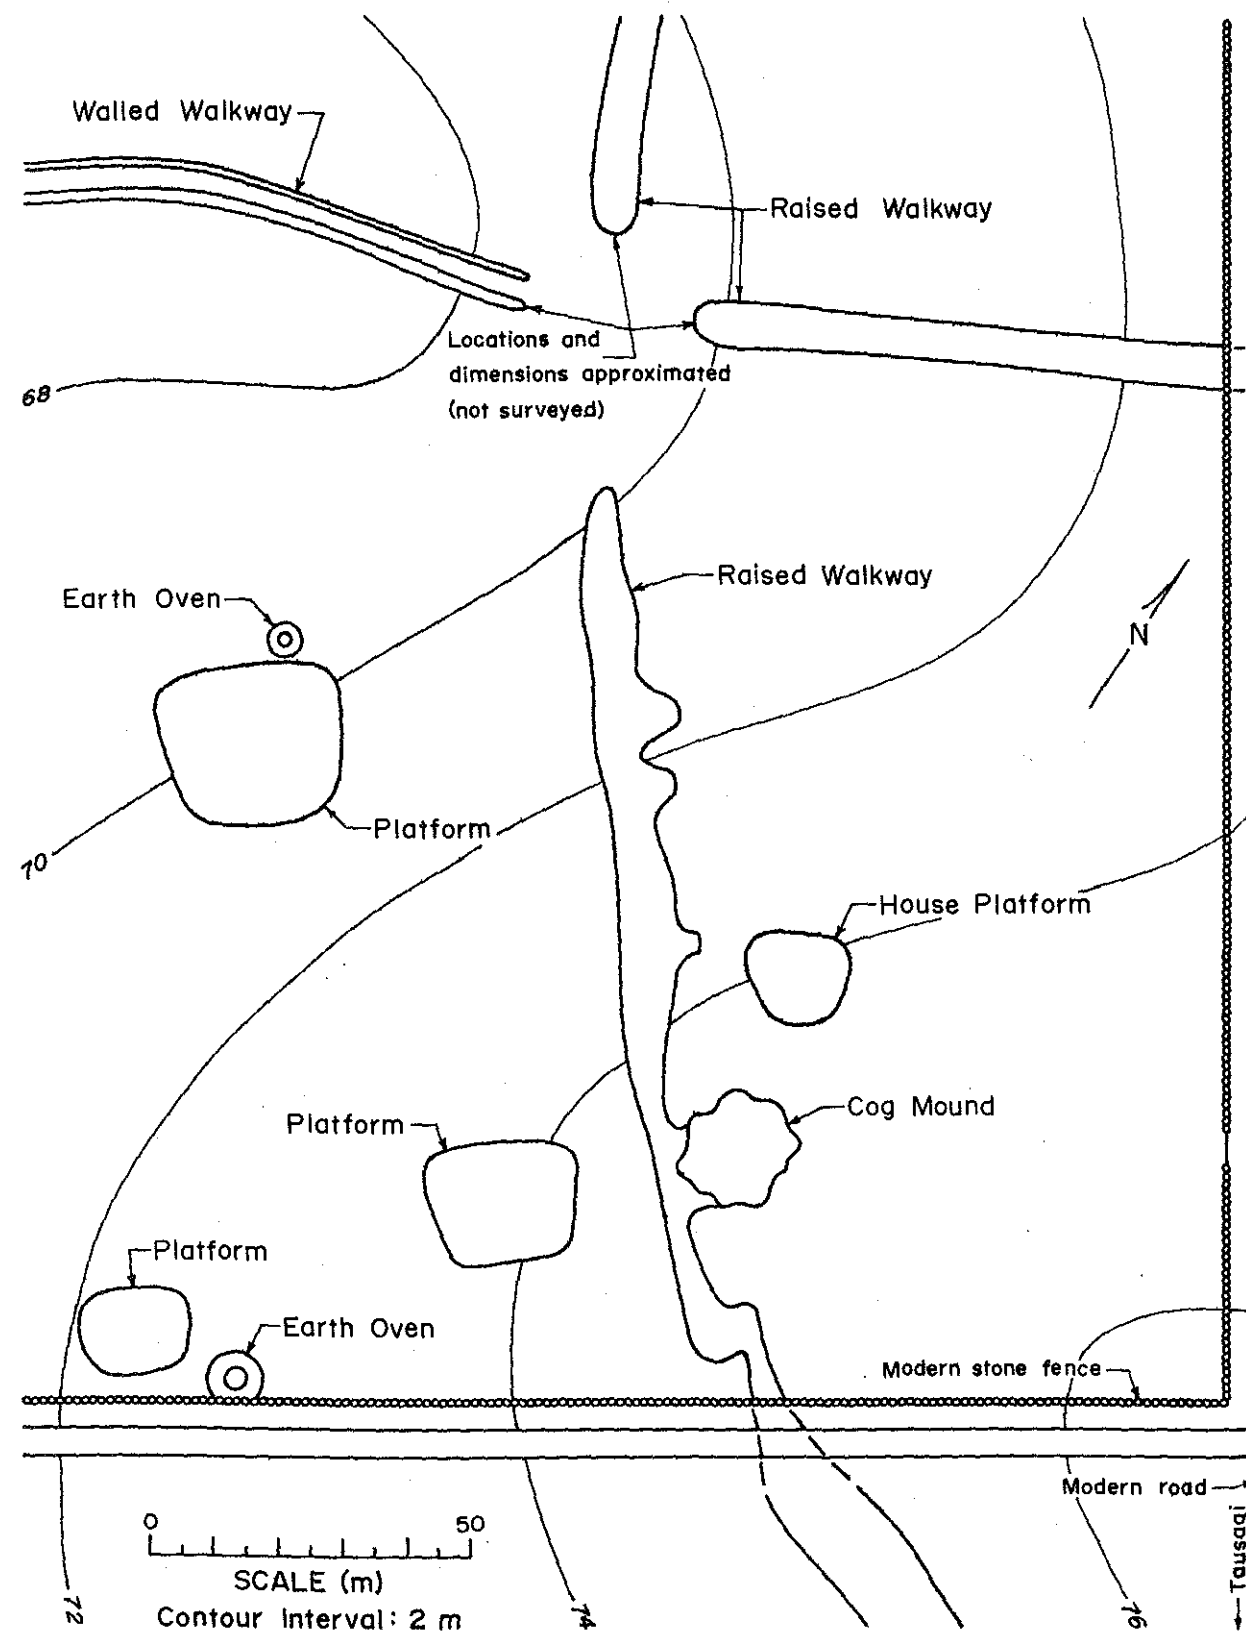 Walled Walkway
Raised Walkway
Locations and
dimensions approximated
(not surveyed)
68
Raised Walkway
Earth Oven
N
Platform
70
House Platform
Cog Mound
Platform
Platform
Earth Oven
Modern stone fence
Modern road
Tausagi
0 50
SCALE (m)
Contour Interval: 2 m
72
74
76